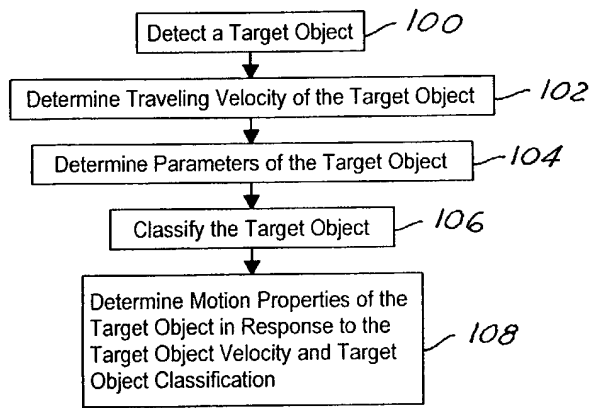 Detect a Target Object 100
Determine Traveling Velocity of the Target Object 102
Determine Parameters of the Target Object 104
Classify the Target Object 106
Determine Motion Properties of the
Target Object in Response to the
Target Object Velocity and Target
Object Classification
108